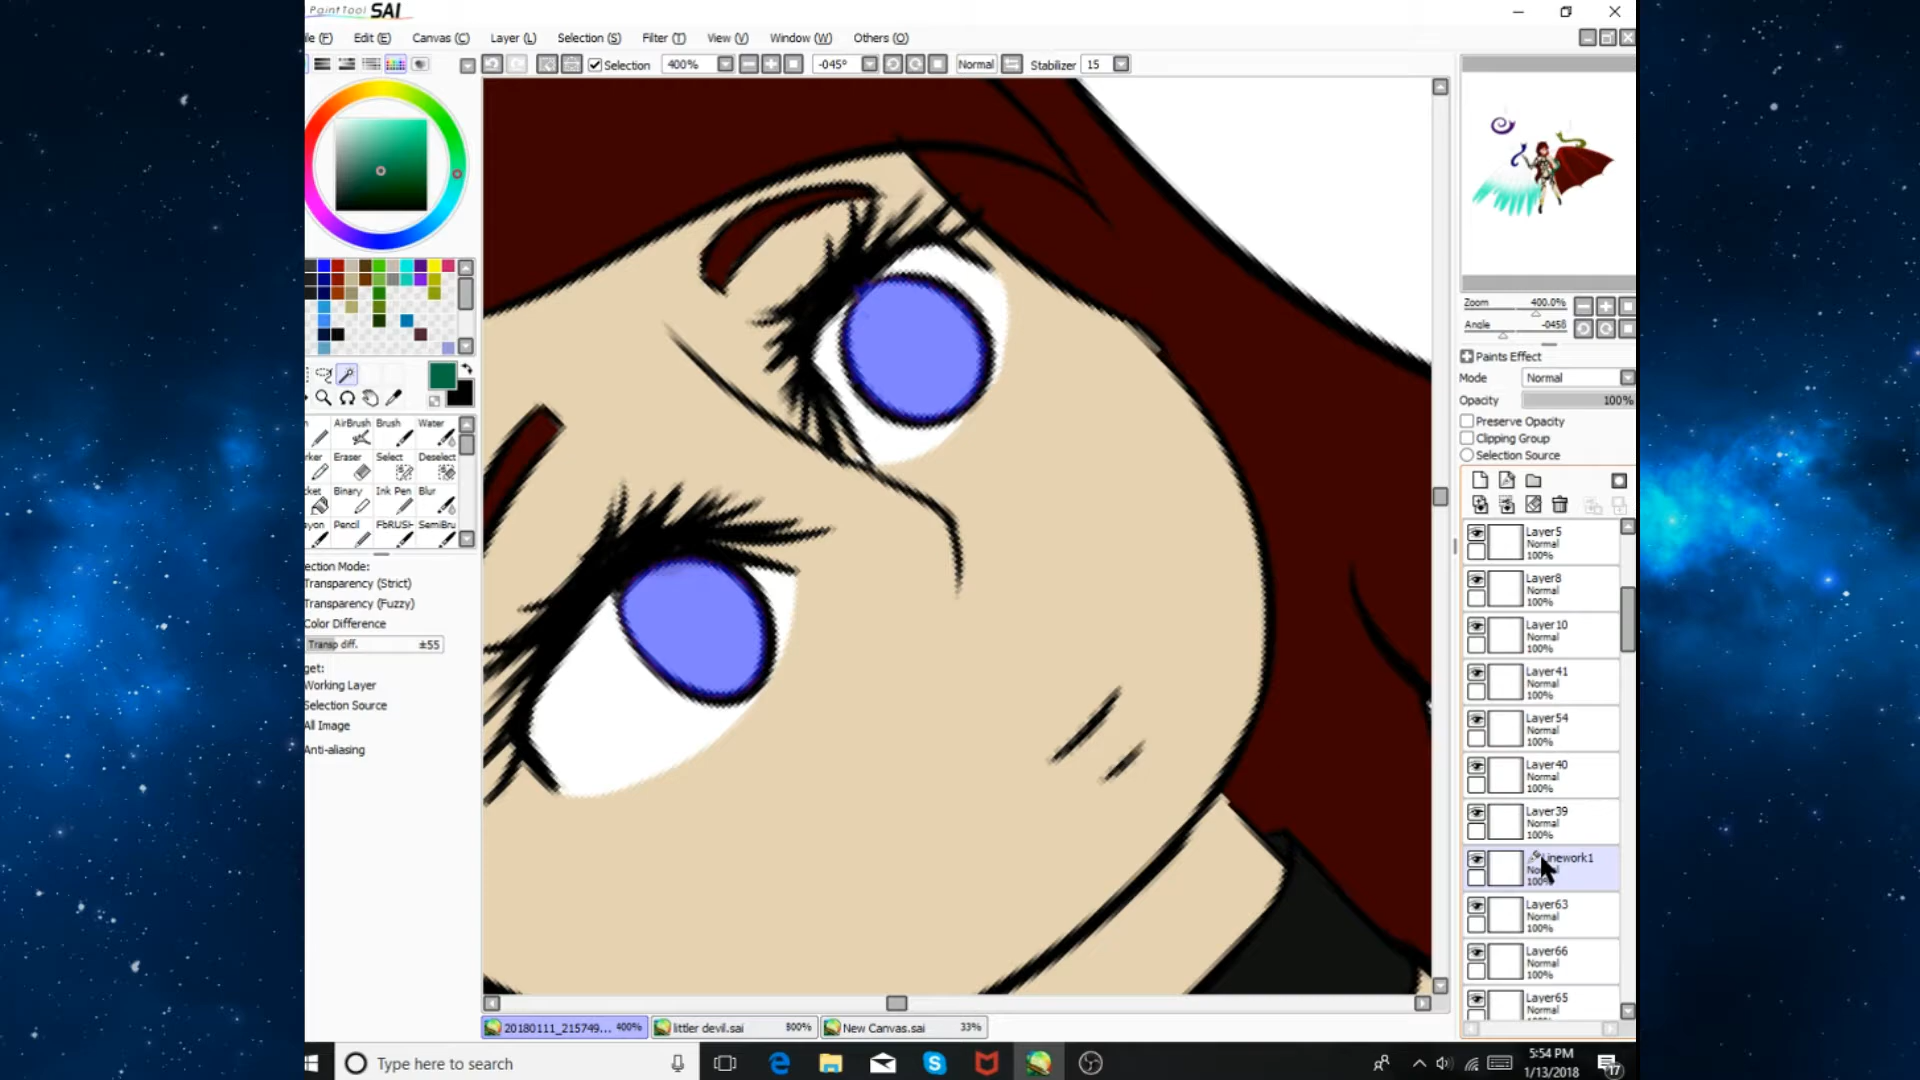 PaintTool SAI
le (F) Edit (E) Canvas (C) Layer (L) Selection (S) Filter (T) View (V) Window (W) Others (O)
Selection 400% -045° Normal Stabilizer 15
Zoom 400.0%
Angle -045B
Paints Effect
Mode Normal
Opacity 100%
Preserve Opacity
Clipping Group
Selection Source
AirBrush Brush Water
rker Eraser Select Deselect
cket Binary Ink Pen Blur
ayon Pencil FbRUSH SemiBru
ection Mode:
Transparency (Strict)
Transparency (Fuzzy)
Color Difference
Transp diff. ±55
get:
Working Layer
Selection Source
All Image
Anti-aliasing
Layer5
Normal
100%
Layer8
Normal
100%
Layer10
Normal
100%
Layer41
Normal
100%
Layer54
Normal
100%
Layer40
Normal
100%
Layer39
Normal
100%
Linework1
100%
Layer63
Normal
100%
Layer66
Normal
100%
Layer65
Normal
20180111_215749... 400% littler devil.sai 800% New Canvas.sai 33%
Type here to search
5:54 PM
1/13/2018
17